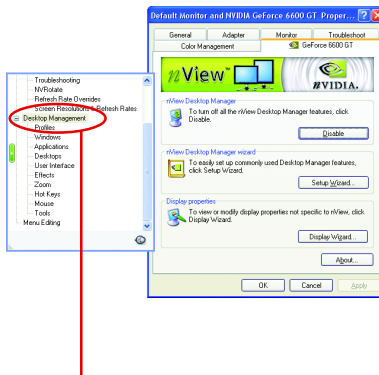 Default Monitor and NVIDIA GeForce 6600 GT Proper...
General
Adapter
Monitor
Troubleshoot
Color Management
GeForce 6600 GT
nView™
nVIDIA.
nView Desktop Manager
To turn off all the nView Desktop Manager features, click
Disable.
Disable
nView Desktop Manager wizard
To easily set up commonly used Desktop Manager features,
click Setup Wizard.
Setup Wizard...
Display properties
To view or modify display properties not specific to nView, click
Display Wizard.
Display Wizard...
About...
OK
Cancel
Apply
Troubleshooting
NVRotate
Refresh Rate Overrides
Screen Resolutions & Refresh Rates
Desktop Management
Profiles
Windows
Applications
Desktops
User Interface
Effects
Zoom
Hot Keys
Mouse
Tools
Menu Editing